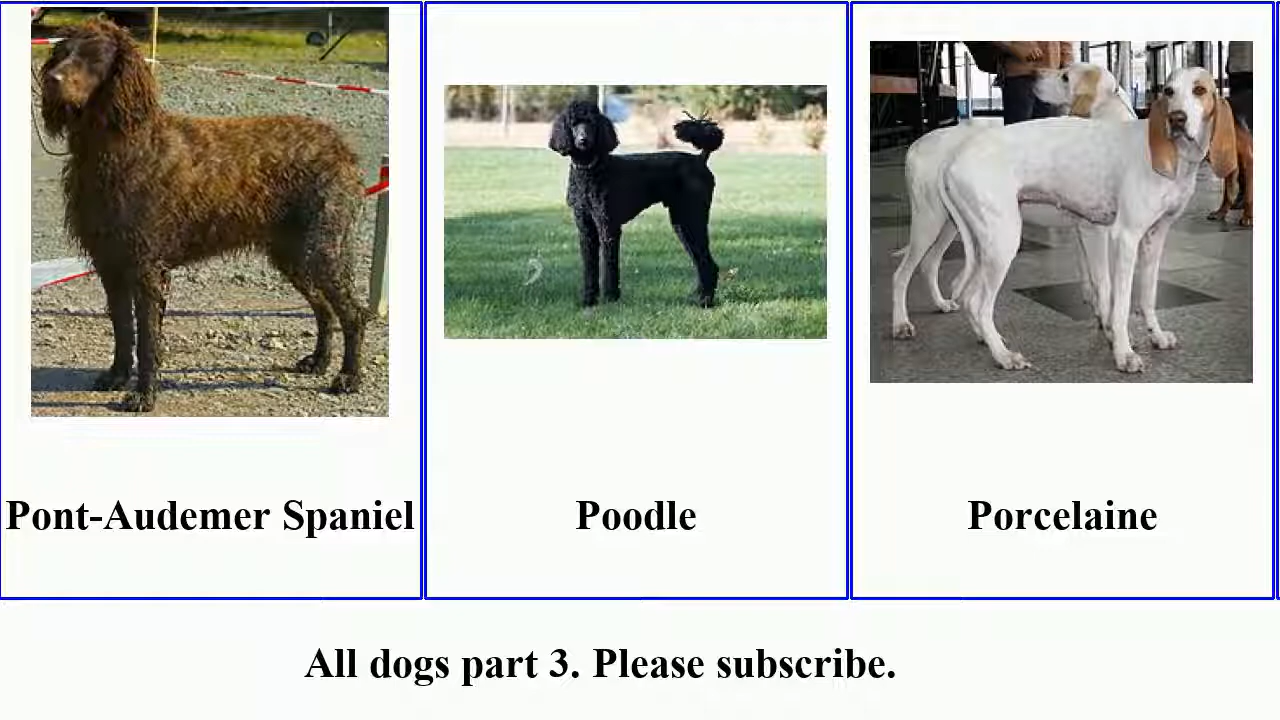 Pont-Audemer Spaniel
Poodle
Porcelaine
All dogs part 3. Please subscribe.